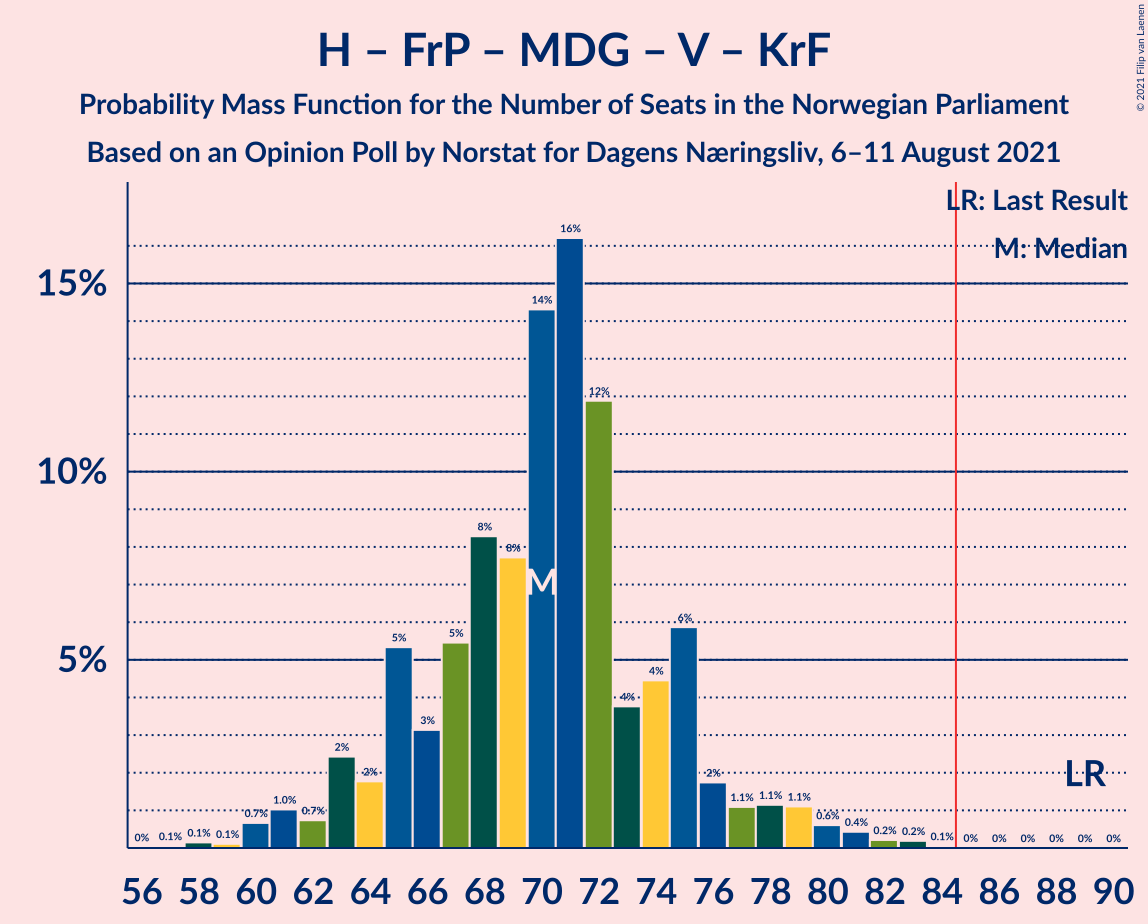 H – FrP – MDG – V – KrF
Probability Mass Function for the Number of Seats in the Norwegian Parliament
Based on an Opinion Poll by Norstat for Dagens Næringsliv, 6–11 August 2021
© 2021 Filip van Laenen
LR: Last Result
M: Median
15%
10%
5%
0% 0.1% 0.1% 0.1% 0.7% 1.0% 0.7% 2% 2% 5% 3% 5% 8% 8% 14% 16% 12% 4% 4% 6% 2% 1.1% 1.1% 1.1% 0.6% 0.4% 0.2% 0.2% 0.1% 0% 0% 0% 0% 0% 0%
M
LR
56 58 60 62 64 66 68 70 72 74 76 78 80 82 84 86 88 90